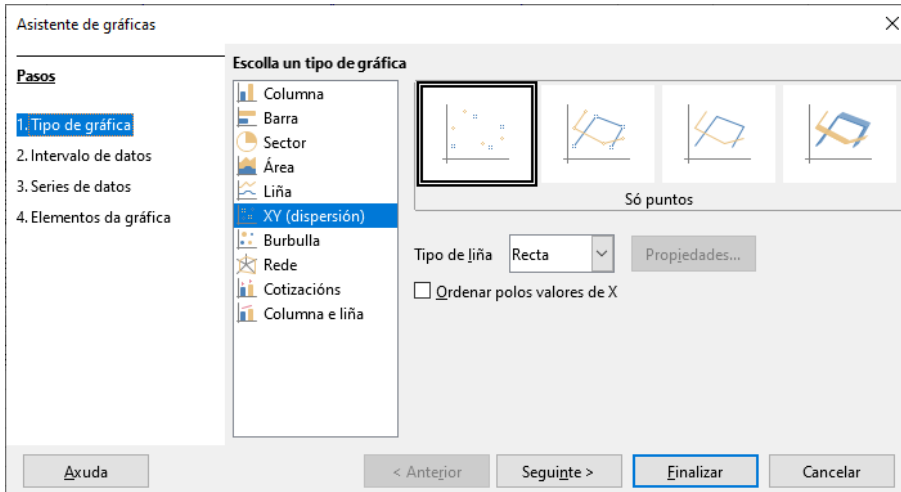 Asistente de gráficas
Pasos
1. Tipo de gráfica
2. Intervalo de datos
3. Series de datos
4. Elementos da gráfica
Escolla un tipo de gráfica
Columna
Barra
Sector
Área
Liña
XY (dispersión)
Burbulla
Rede
Cotizacións
Columna e liña
Só puntos
Tipo de liña Recta Propiedades...
Ordenar polos valores de X
Axuda < Anterior Seguinte > Finalizar Cancelar